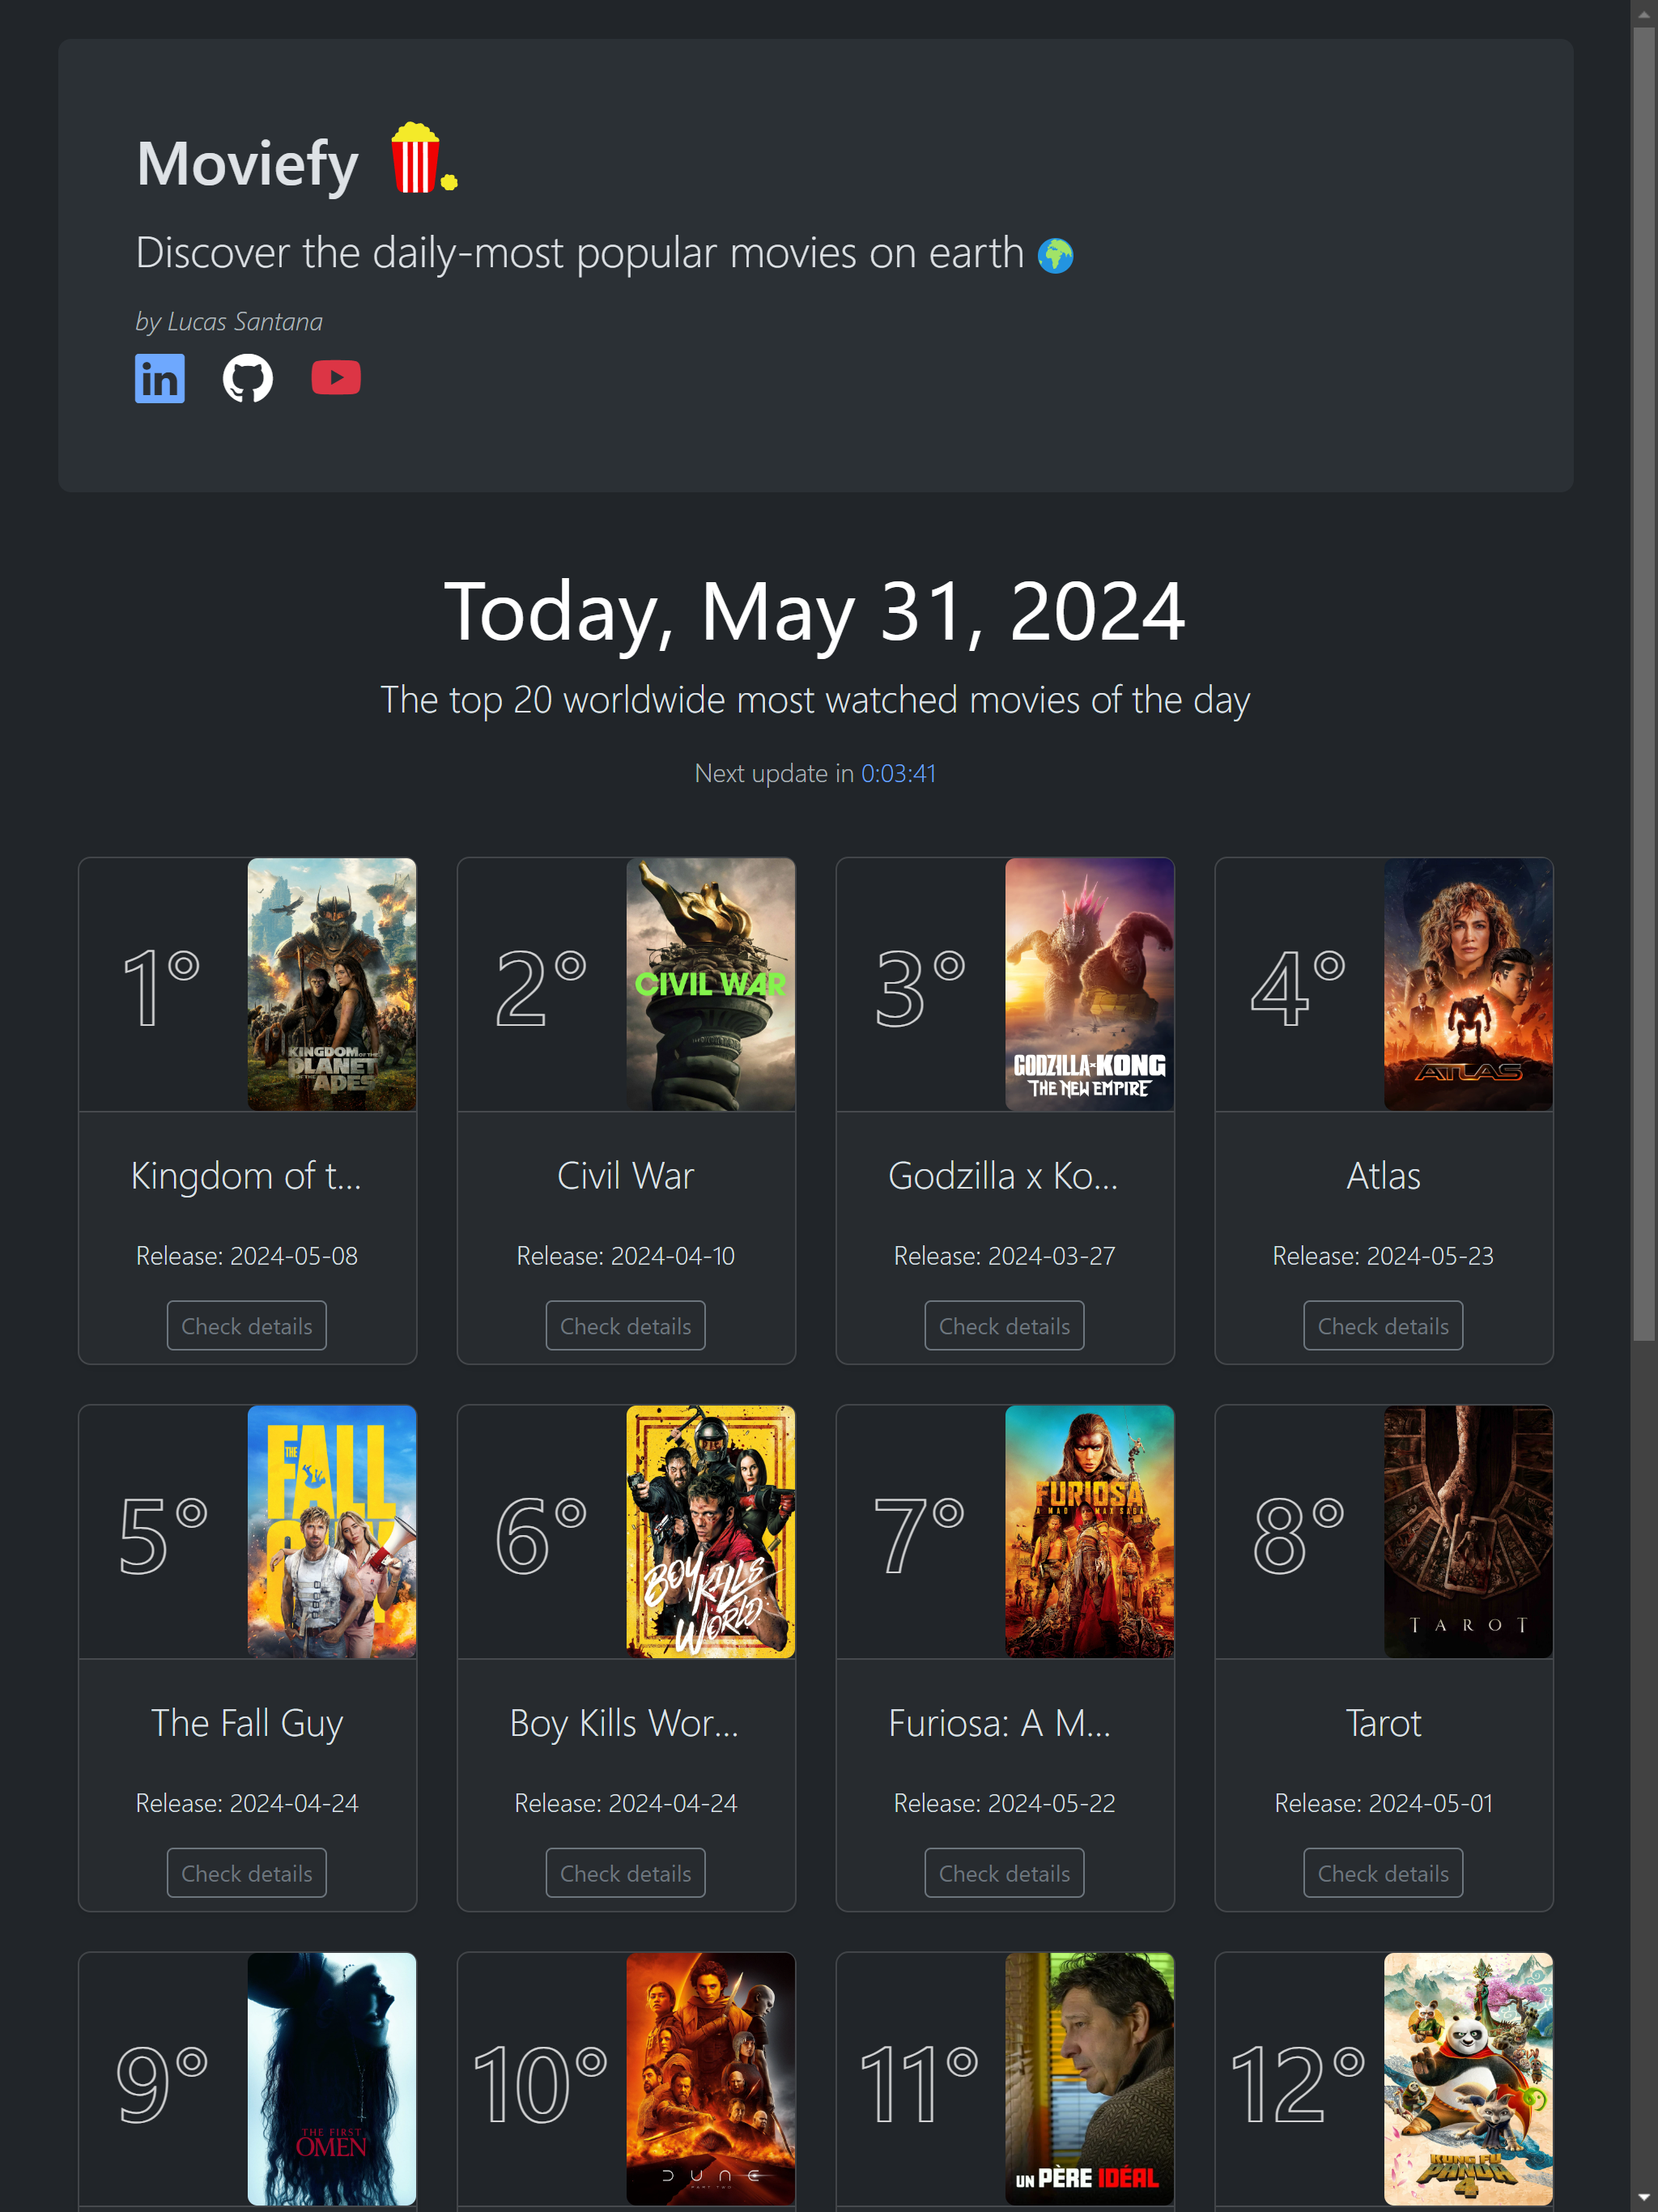 Moviefy
Discover the daily-most popular movies on earth
by Lucas Santana
in
Today, May 31, 2024
The top 20 worldwide most watched movies of the day
Next update in 0:03:41
1°
KINGDOM OF THE
PLANET
OF THE APES
2°
CIVIL WAR
3°
GODZILLA x KONG
THE NEW EMPIRE
4°
ATLAS
Kingdom of t...
Civil War
Godzilla x Ko...
Atlas
Release: 2024-05-08
Release: 2024-04-10
Release: 2024-03-27
Release: 2024-05-23
Check details
Check details
Check details
Check details
5°
THE
FALL
GUY
6°
BOY KILLS
WORLD
7°
FURIOSA
A MAD MAX SAGA
8°
TAROT
The Fall Guy
Boy Kills Wor...
Furiosa: A M...
Tarot
Release: 2024-04-24
Release: 2024-04-24
Release: 2024-05-22
Release: 2024-05-01
Check details
Check details
Check details
Check details
9°
THE FIRST
OMEN
10°
DUNE
PART TWO
11°
UN PÈRE IDÉAL
12°
KUNG FU
PANDA
4